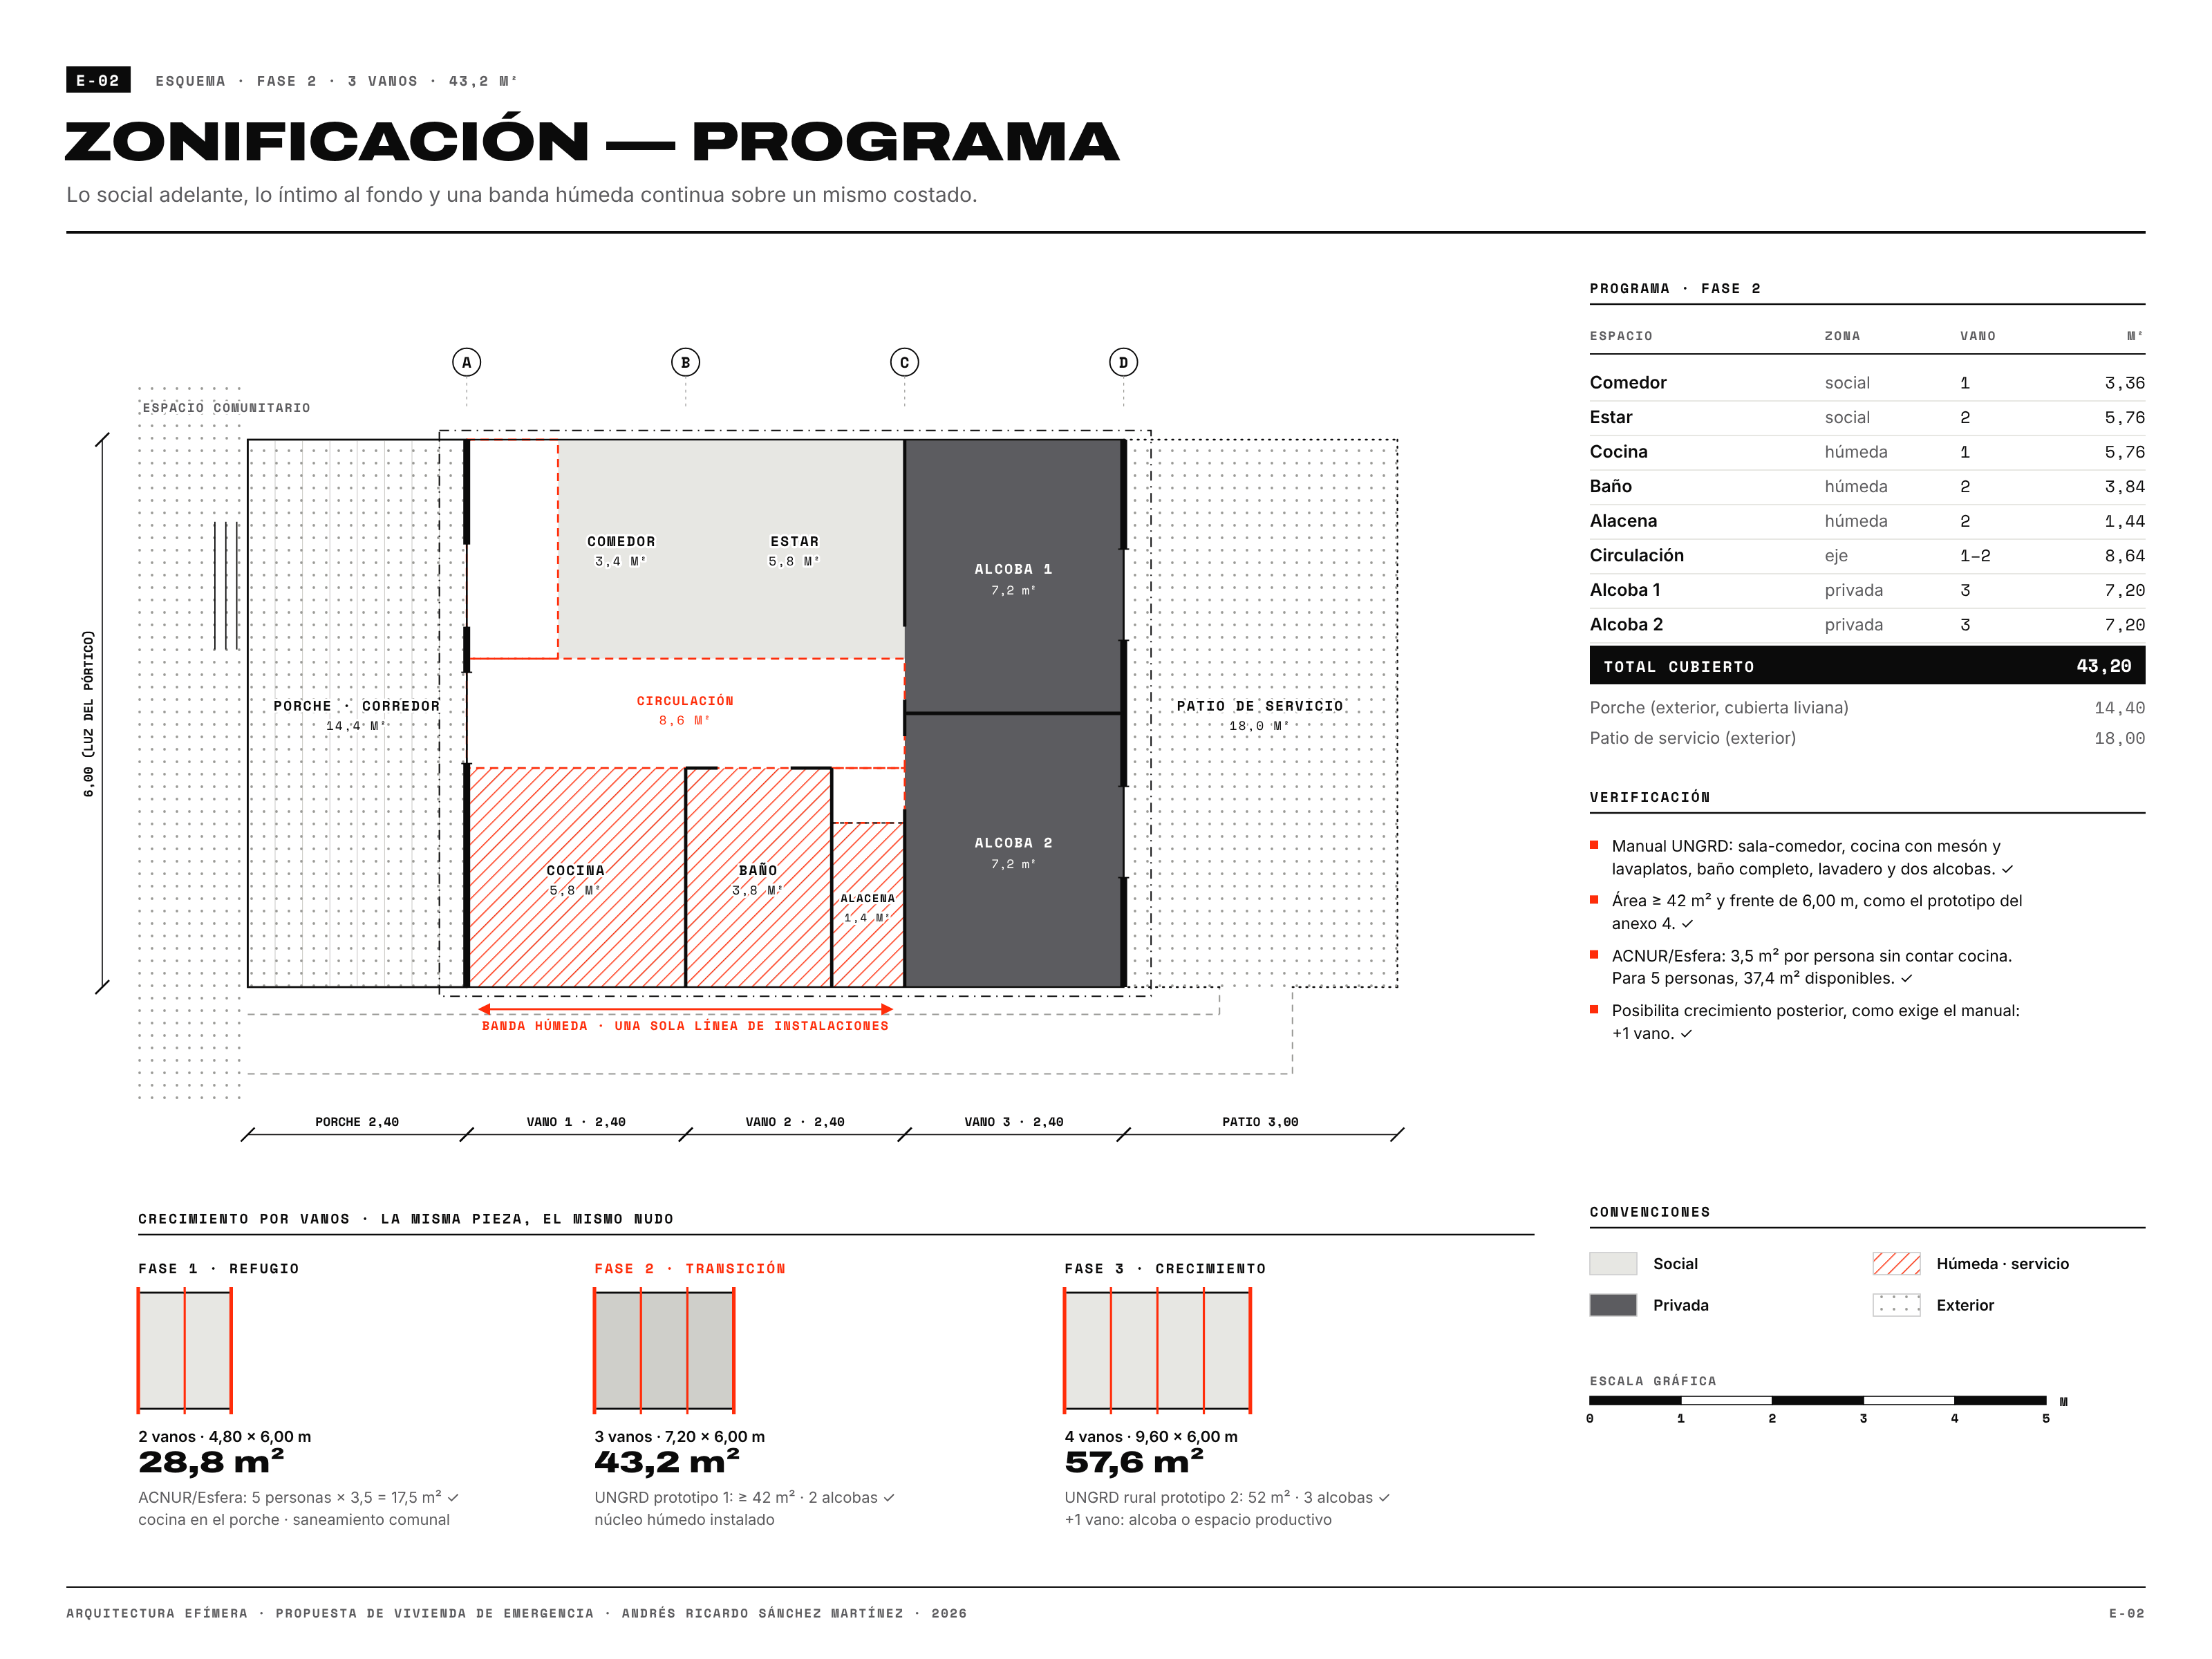 E-02 ESQUEMA · FASE 2 · 3 VANOS · 43,2 M²
ZONIFICACIÓN — PROGRAMA
Lo social adelante, lo íntimo al fondo y una banda húmeda continua sobre un mismo costado.
A B C D
ESPACIO COMUNITARIO
6,00 (LUZ DEL PÓRTICO)
PORCHE · CORREDOR
14,4 M²
COMEDOR
3,4 M²
ESTAR
5,8 M²
ALCOBA 1
7,2 m²
CIRCULACIÓN
8,6 M²
PATIO DE SERVICIO
18,0 M²
COCINA
5,8 M²
BAÑO
3,8 M²
ALACENA
1,4 M²
ALCOBA 2
7,2 m²
BANDA HÚMEDA · UNA SOLA LÍNEA DE INSTALACIONES
PORCHE 2,40 VANO 1 · 2,40 VANO 2 · 2,40 VANO 3 · 2,40 PATIO 3,00
PROGRAMA · FASE 2
ESPACIO ZONA VANO M²
Comedor social 1 3,36
Estar social 2 5,76
Cocina húmeda 1 5,76
Baño húmeda 2 3,84
Alacena húmeda 2 1,44
Circulación eje 1–2 8,64
Alcoba 1 privada 3 7,20
Alcoba 2 privada 3 7,20
TOTAL CUBIERTO 43,20
Porche (exterior, cubierta liviana) 14,40
Patio de servicio (exterior) 18,00
VERIFICACIÓN
Manual UNGRD: sala-comedor, cocina con mesón y
lavaplatos, baño completo, lavadero y dos alcobas. ✓
Área ≥ 42 m² y frente de 6,00 m, como el prototipo del
anexo 4. ✓
ACNUR/Esfera: 3,5 m² por persona sin contar cocina.
Para 5 personas, 37,4 m² disponibles. ✓
Posibilita crecimiento posterior, como exige el manual:
+1 vano. ✓
CRECIMIENTO POR VANOS · LA MISMA PIEZA, EL MISMO NUDO
FASE 1 · REFUGIO
2 vanos · 4,80 × 6,00 m
28,8 m²
ACNUR/Esfera: 5 personas × 3,5 = 17,5 m² ✓
cocina en el porche · saneamiento comunal
FASE 2 · TRANSICIÓN
3 vanos · 7,20 × 6,00 m
43,2 m²
UNGRD prototipo 1: ≥ 42 m² · 2 alcobas ✓
núcleo húmedo instalado
FASE 3 · CRECIMIENTO
4 vanos · 9,60 × 6,00 m
57,6 m²
UNGRD rural prototipo 2: 52 m² · 3 alcobas ✓
+1 vano: alcoba o espacio productivo
CONVENCIONES
Social Húmeda · servicio
Privada Exterior
ESCALA GRÁFICA
M
0 1 2 3 4 5
ARQUITECTURA EFÍMERA · PROPUESTA DE VIVIENDA DE EMERGENCIA · ANDRÉS RICARDO SÁNCHEZ MARTÍNEZ · 2026 E-02